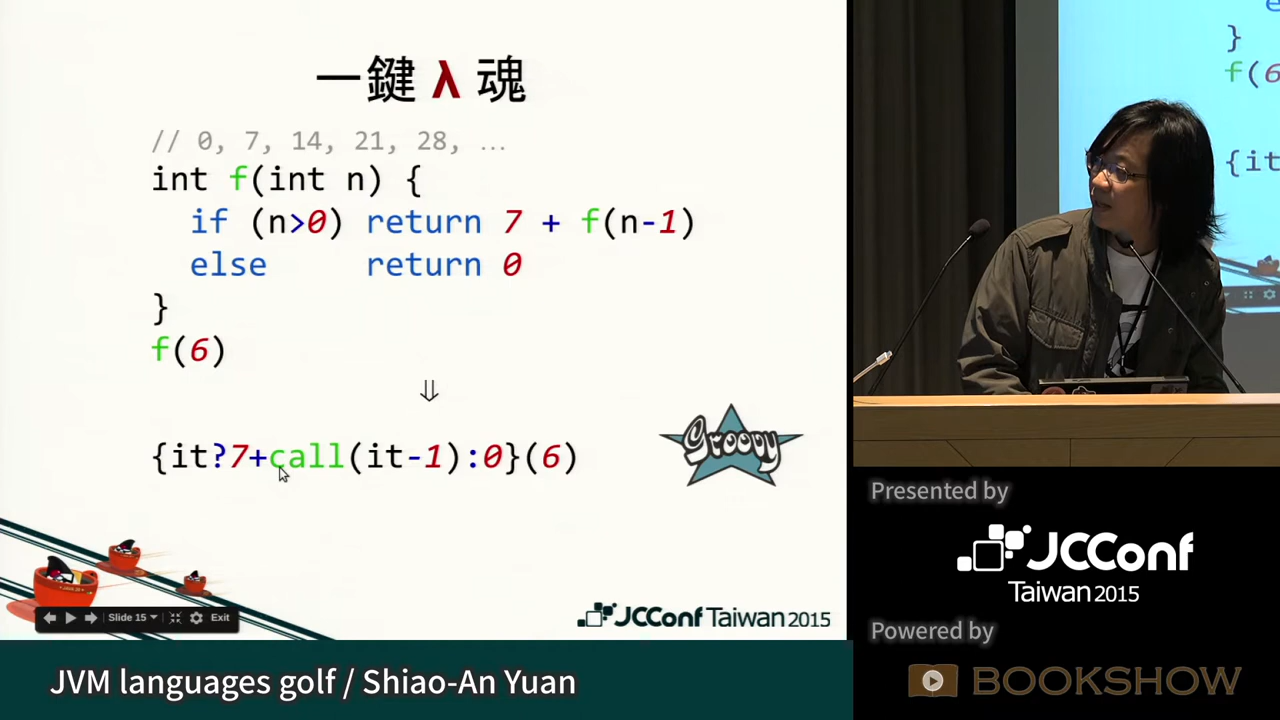 一鍵 λ 魂
// 0, 7, 14, 21, 28, …
int f(int n) {
if (n>0) return 7 + f(n-1)
else return 0
}
f(6)
⇓
{it?7+call(it-1):0}(6)
Groovy
Slide 15
Exit
JCConf Taiwan 2015
JVM languages golf / Shiao-An Yuan
}
f(6
{it
Presented by
JCConf
Taiwan 2015
Powered by
BOOKSHOW